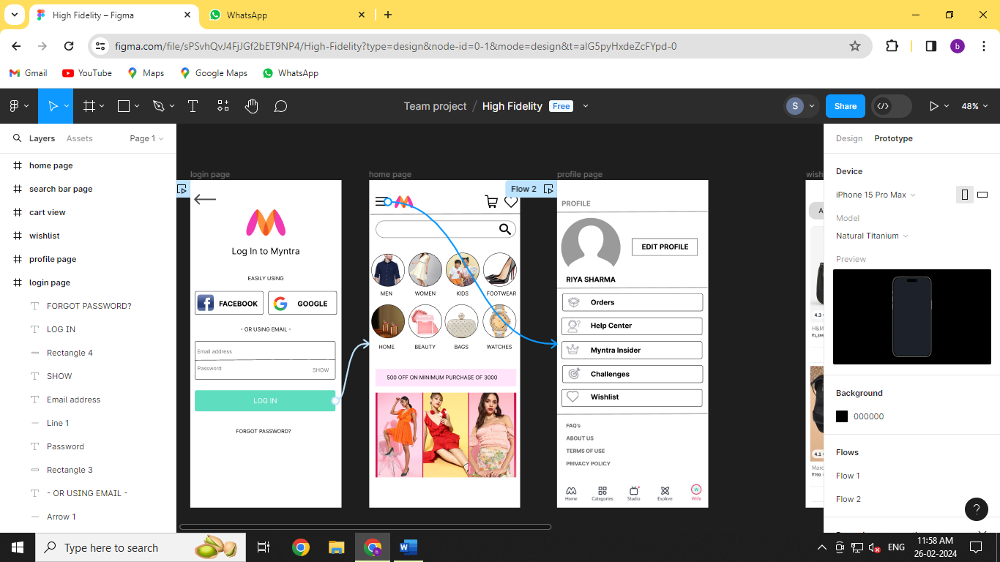 High Fidelity – Figma
WhatsApp
figma.com/file/sPSvhQvJ4FjJGf2bET9NP4/High-Fidelity?type=design&node-id=0-1&mode=design&t=alG5pyHxdeZcFYpd-0
b
Gmail
YouTube
Maps
Google Maps
WhatsApp
Team project / High Fidelity Free
S
Share
48%
Layers
Assets
Page 1
home page
search bar page
cart view
wishlist
profile page
login page
FORGOT PASSWORD?
LOG IN
Rectangle 4
SHOW
Email address
Line 1
Password
Rectangle 3
- OR USING EMAIL -
Arrow 1
login page
Log In to Myntra
EASILY USING
FACEBOOK
GOOGLE
- OR USING EMAIL -
Email address
Password
SHOW
LOG IN
FORGOT PASSWORD?
home page
MEN
WOMEN
KIDS
FOOTWEAR
HOME
BEAUTY
BAGS
WATCHES
500 OFF ON MINIMUM PURCHASE OF 3000
Flow 2
profile page
PROFILE
EDIT PROFILE
RIYA SHARMA
Orders
Help Center
Myntra Insider
Challenges
Wishlist
FAQ's
ABOUT US
TERMS OF USE
PRIVACY POLICY
Home
Categories
Studio
Explore
wish
A
4.3
H&M
₹1,399
4.1
₹790
Design
Prototype
Device
iPhone 15 Pro Max
Model
Natural Titanium
Preview
Background
000000
Flows
Flow 1
Flow 2
?
Type here to search
ENG
11:58 AM
26-02-2024